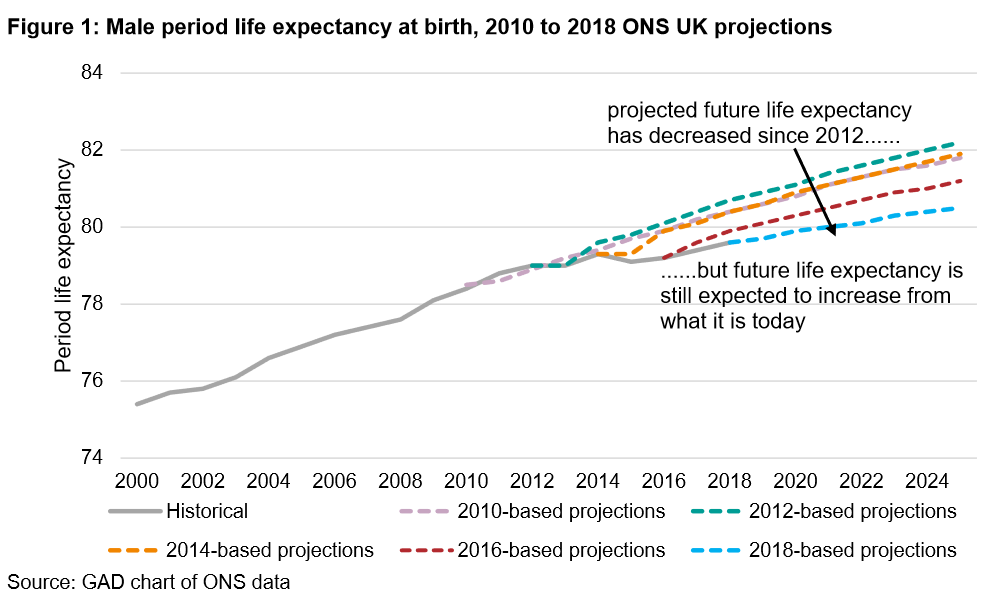 Figure 1: Male period life expectancy at birth, 2010 to 2018 ONS UK projections
Period life expectancy
84
82
80
78
76
74
projected future life expectancy
has decreased since 2012......
......but future life expectancy is
still expected to increase from
what it is today
2000 2002 2004 2006 2008 2010 2012 2014 2016 2018 2020 2022 2024
Historical 2010-based projections 2012-based projections
2014-based projections 2016-based projections 2018-based projections
Source: GAD chart of ONS data